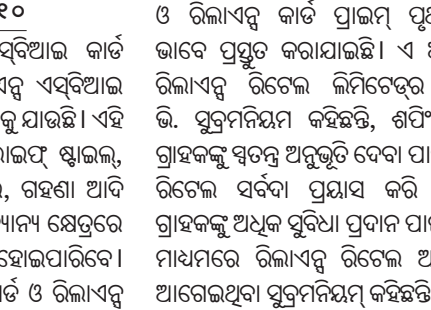 ୧୦
ସ୍‌ବିଆଇ କାର୍ଡ
ଏନ୍ସ ଏସ୍‌ବିଆଇ
କୁ ଯାଉଛି। ଏହି
ାଇଫ୍ ଷ୍ଟାଇଲ୍,
, ଗହଣା ଆଦି
ୟାନ୍ୟ କ୍ଷେତ୍ରରେ
ହୋଇପାରିବେ।
ାର୍ଡ ଓ ରିଲାଏନ୍ସ
ଓ ରିଲାଏନ୍ସ କାର୍ଡ ପ୍ରାଇମ୍ ପୃଥ
ଭାବେ ପ୍ରସ୍ତୁତ କରାଯାଇଛି। ଏ
ରିଲାଏନ୍ସ ରିଟେଲ ଲିମିଟେଡ୍‌ର
ଭି. ସୁବ୍ରମନିୟମ କହିଛନ୍ତି, ଶପିଂ
ଗ୍ରାହକଙ୍କୁ ସ୍ୱତନ୍ତ୍ର ଅନୁଭୂତି ଦେବା ପା
ରିଟେଲ ସର୍ବଦା ପ୍ରୟାସ କରି
ଗ୍ରାହକଙ୍କୁ ଅଧିକ ସୁବିଧା ପ୍ରଦାନ ପା
ମାଧ୍ୟମରେ ରିଲାଏନ୍ସ ରିଟେଲ ଅ
ଆଗେଇଥିବା ସୁବ୍ରମନିୟମ୍ କହିଛନ୍ତି